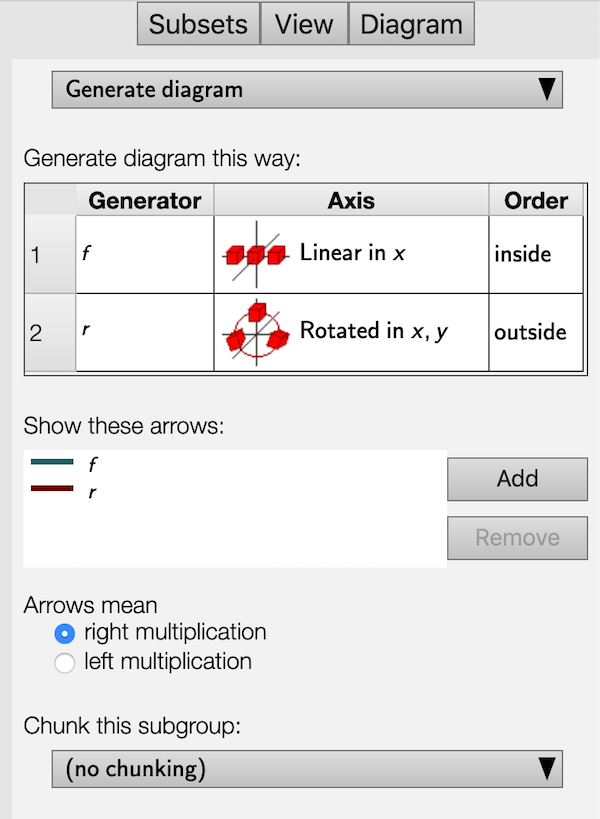 Subsets View Diagram
Generate diagram
Generate diagram this way:
Generator Axis Order
1 f Linear in x inside
2 r Rotated in x, y outside
Show these arrows:
f
r
Add
Remove
Arrows mean
right multiplication
left multiplication
Chunk this subgroup:
(no chunking)